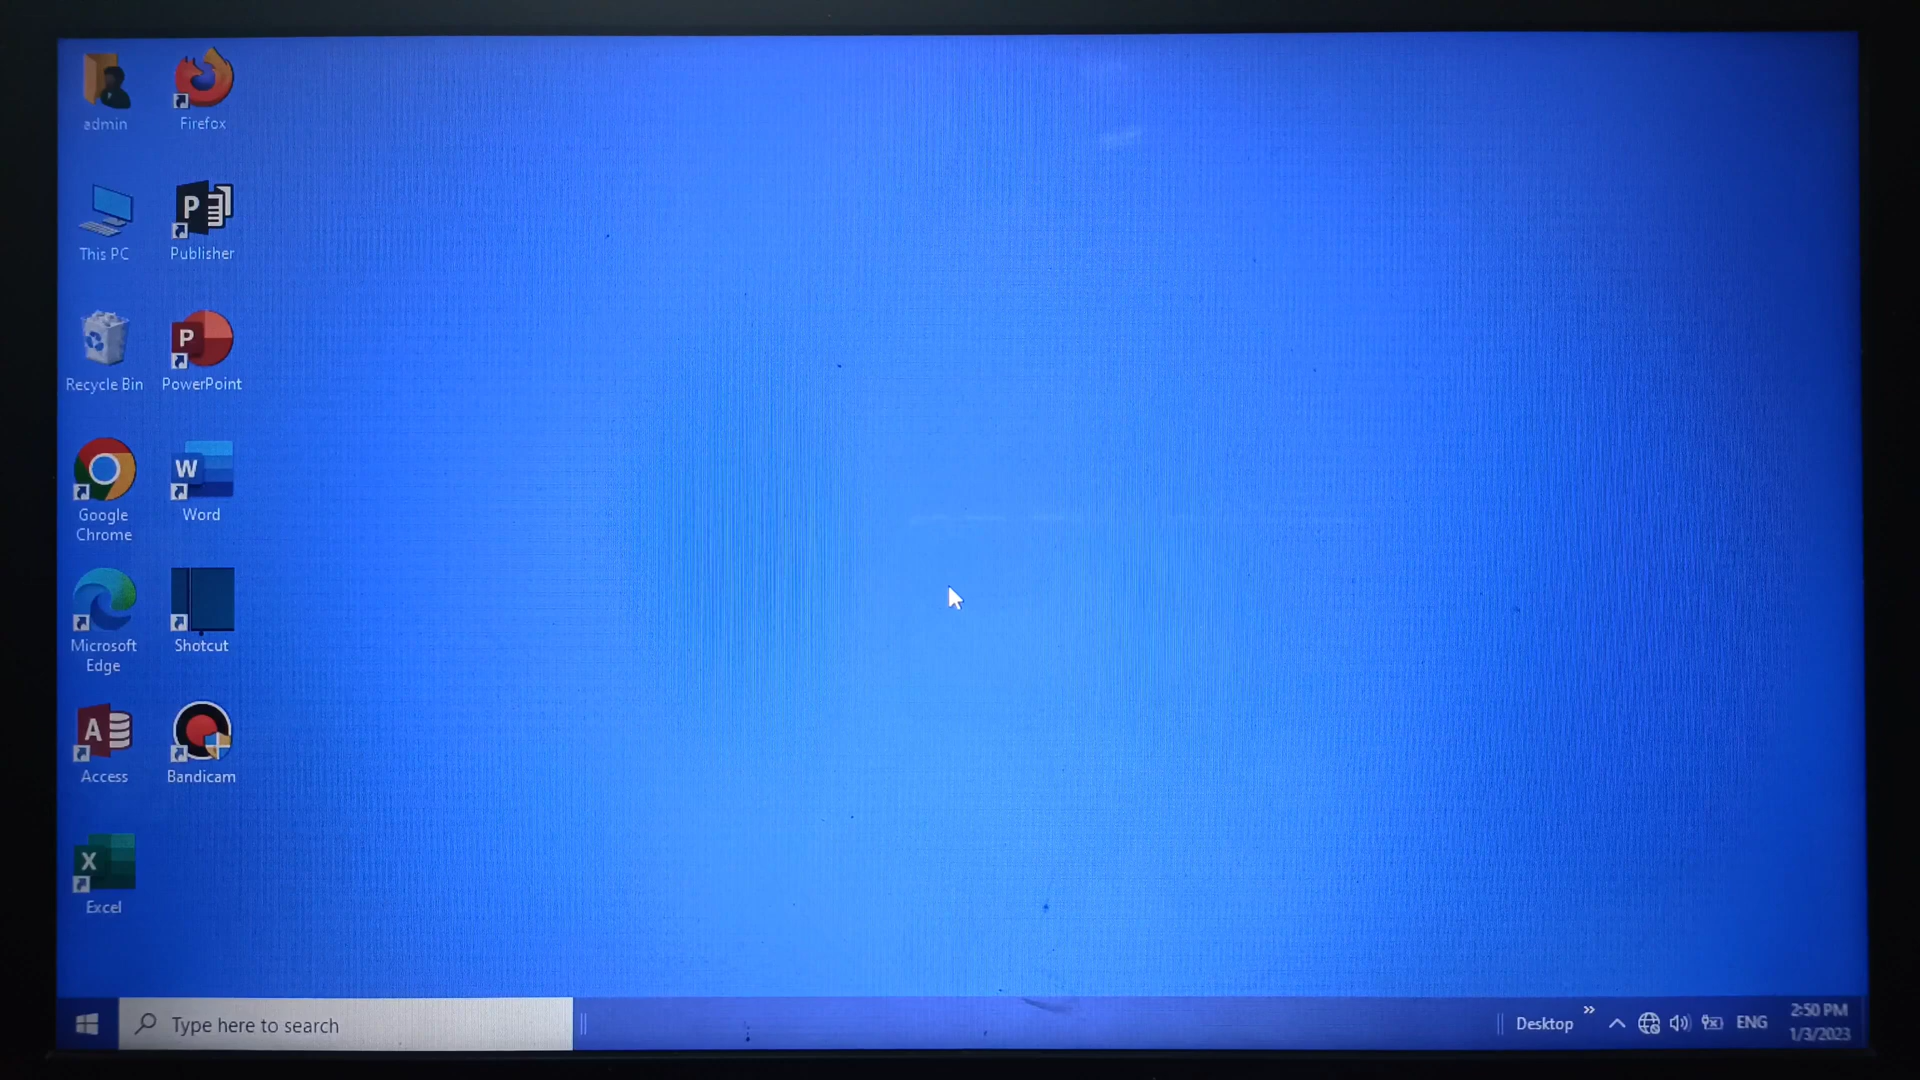 admin
Firefox
This PC
Publisher
Recycle Bin
PowerPoint
Google
Chrome
Word
Microsoft
Edge
Shotcut
Access
Bandicam
Excel
Type here to search
Desktop
ENG
2:50 PM
1/3/2023